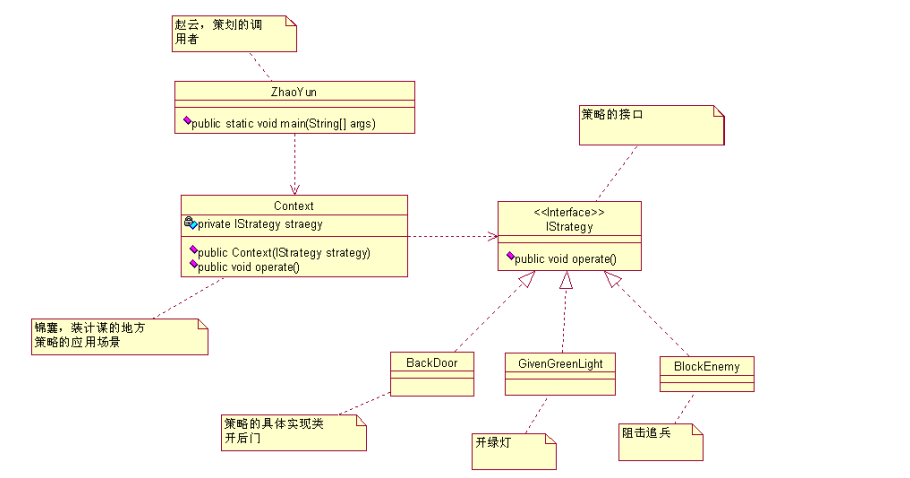 赵云，策划的调
用者
ZhaoYun
public static void main(String[] args)
策略的接口
Context
private IStrategy straegy
public Context(IStrategy strategy)
public void operate()
<<Interface>>
IStrategy
public void operate()
锦囊，装计谋的地方
策略的应用场景
BackDoor
GivenGreenLight
BlockEnemy
策略的具体实现类
开后门
开绿灯
阻击追兵